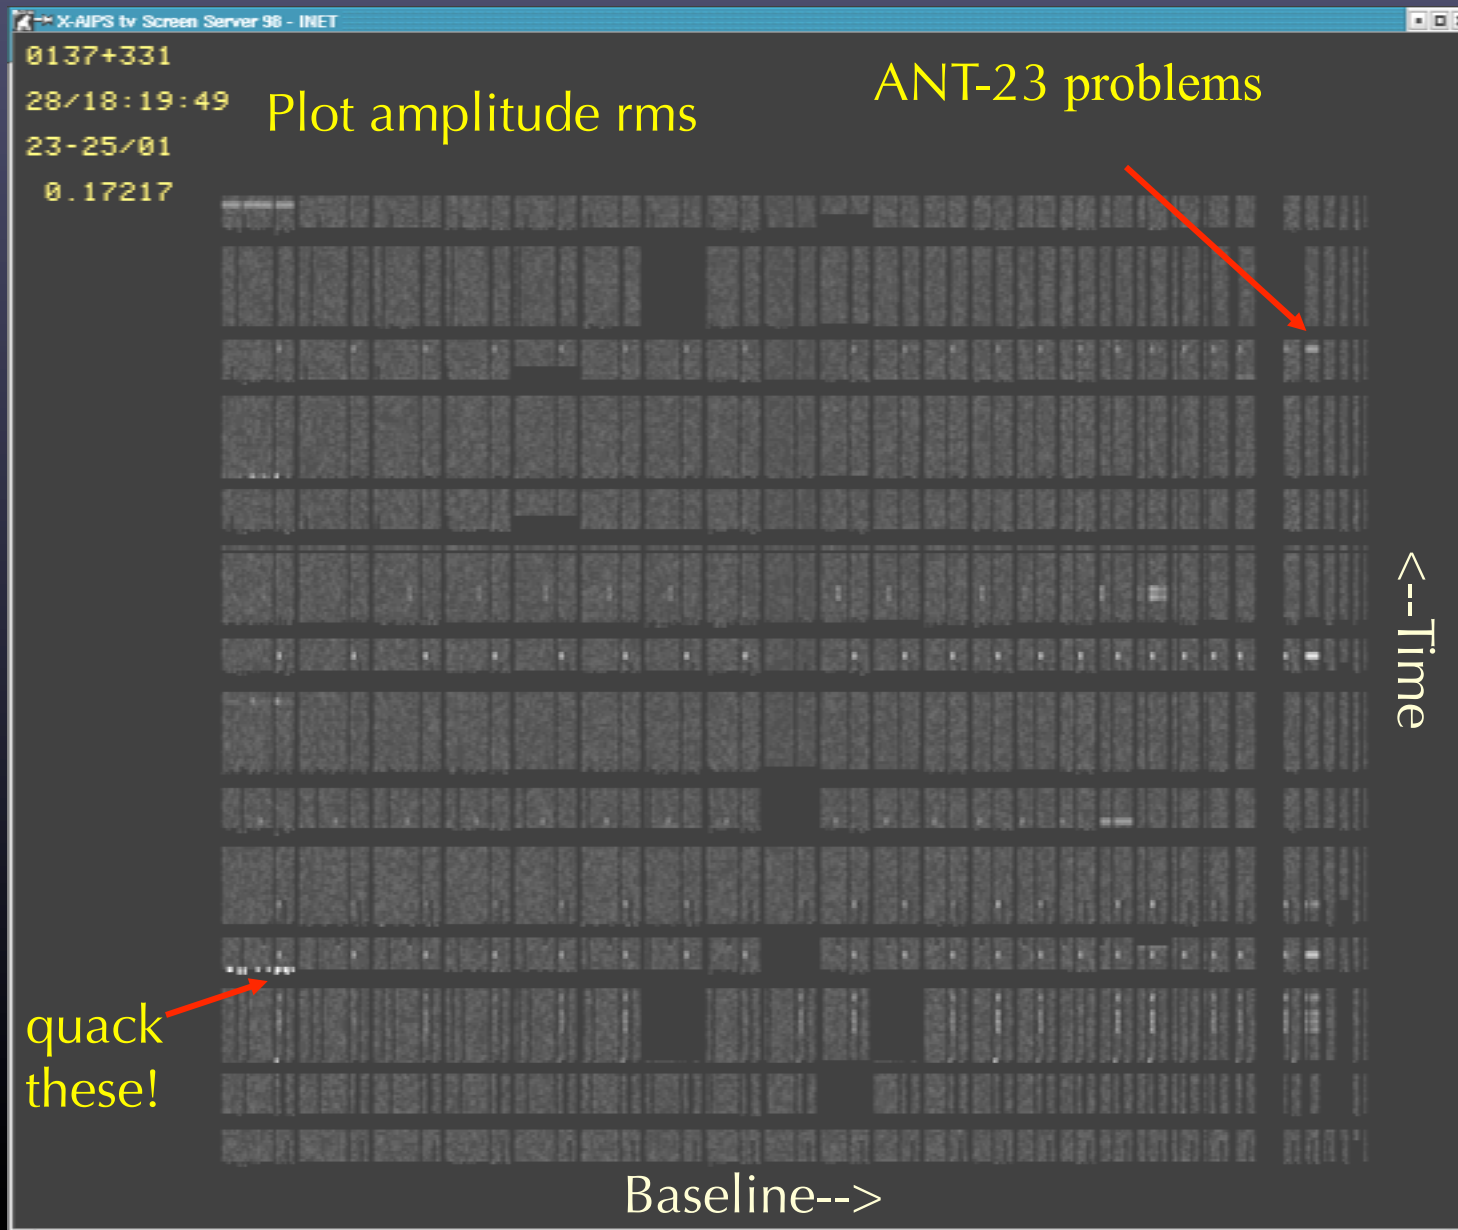 X-AIPS tv Screen Server 98 - INET
0137+331
28/18:19:49
23-25/01
0.17217
Plot amplitude rms
ANT-23 problems
<--Time
quack
these!
Baseline-->